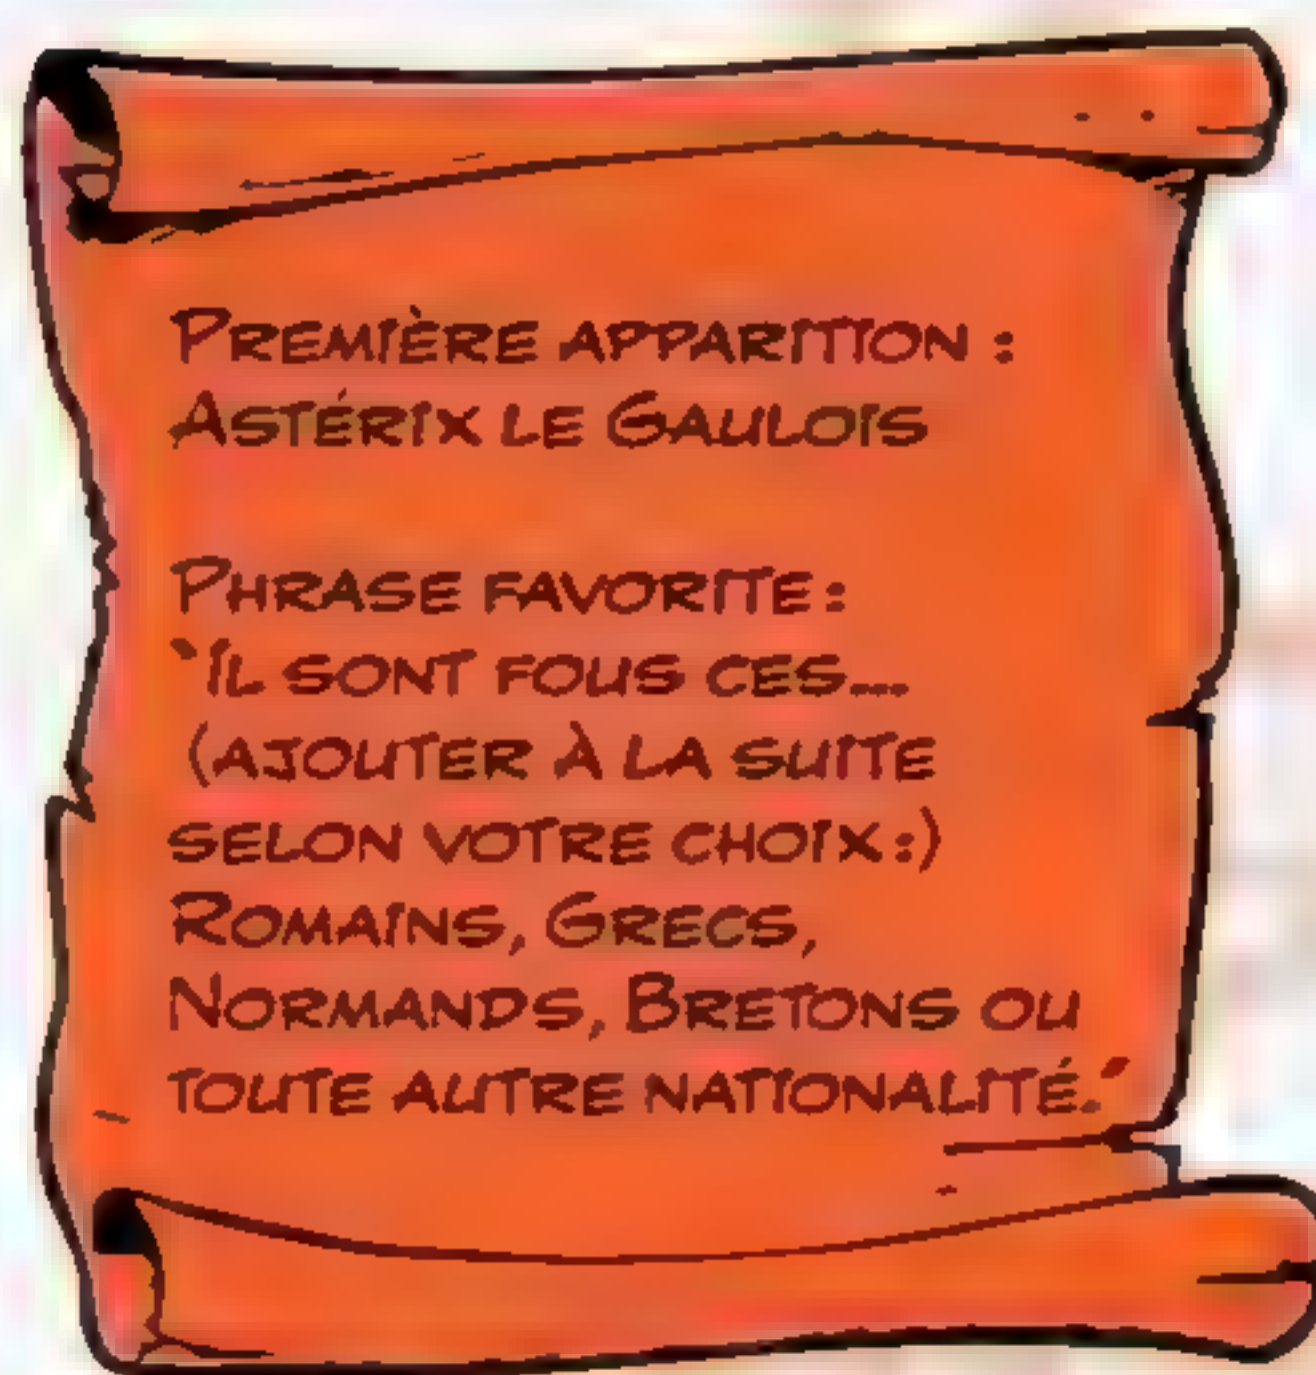 Première apparition :
Astérix le Gaulois
Phrase favorite :
`Il sont fous ces...
(ajouter à la suite
selon votre choix :)
Romains, Grecs,
Normands, Bretons ou
toute autre nationalité.'